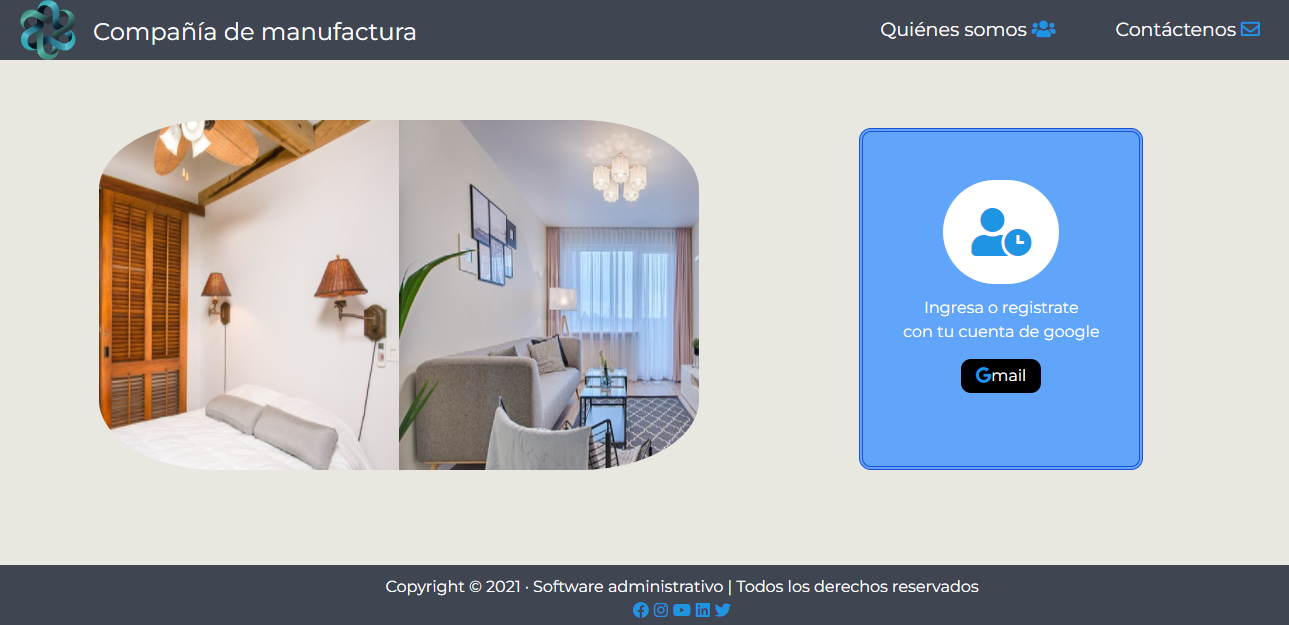 Compañía de manufactura
Quiénes somos
Contáctenos
Ingresa o registrate
con tu cuenta de google
Gmail
Copyright © 2021 · Software administrativo | Todos los derechos reservados